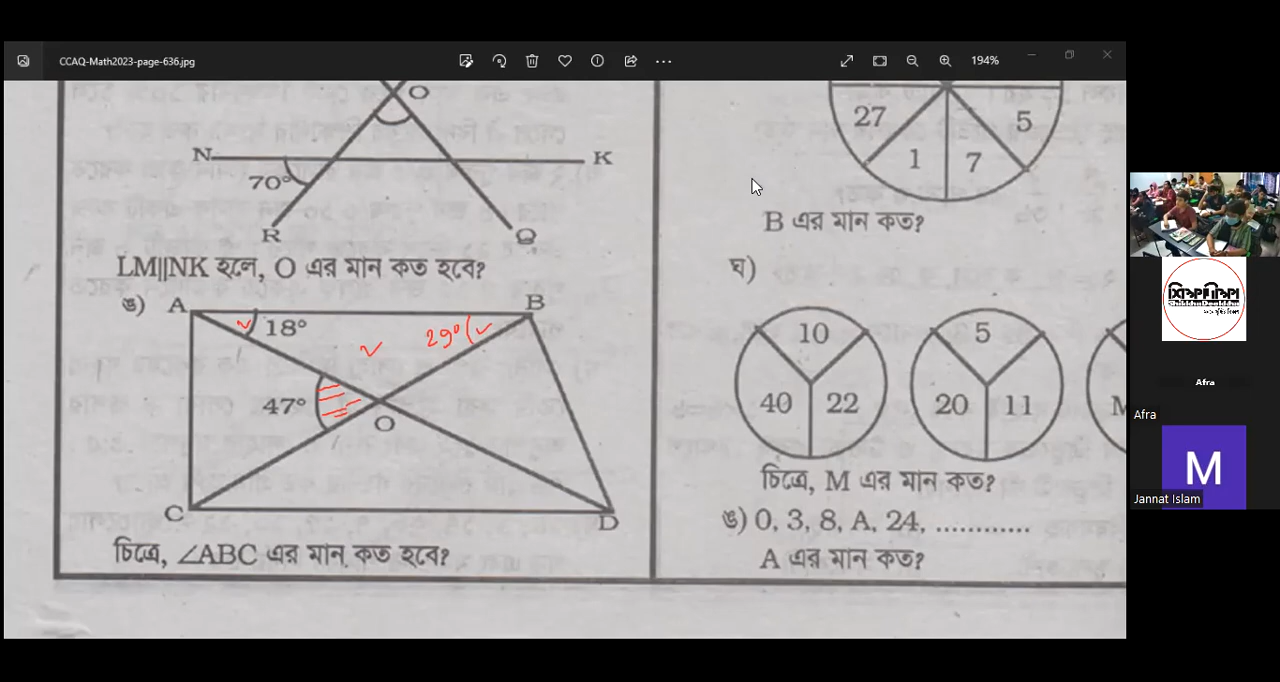 CCAQ-Math2023-page-636.jpg
194%
O
N
K
70°
R
Q
LM||NK হলে, O এর মান কত হবে?
ঙ)
A
B
18°
29°
47°
O
C
D
চিত্রে, ∠ABC এর মান কত হবে?
27
5
1
7
B এর মান কত?
ঘ)
10
5
40
22
20
11
M
চিত্রে, M এর মান কত?
ঙ) 0, 3, 8, A, 24, ............
A এর মান কত?
Afra
Afra
M
Jannat Islam